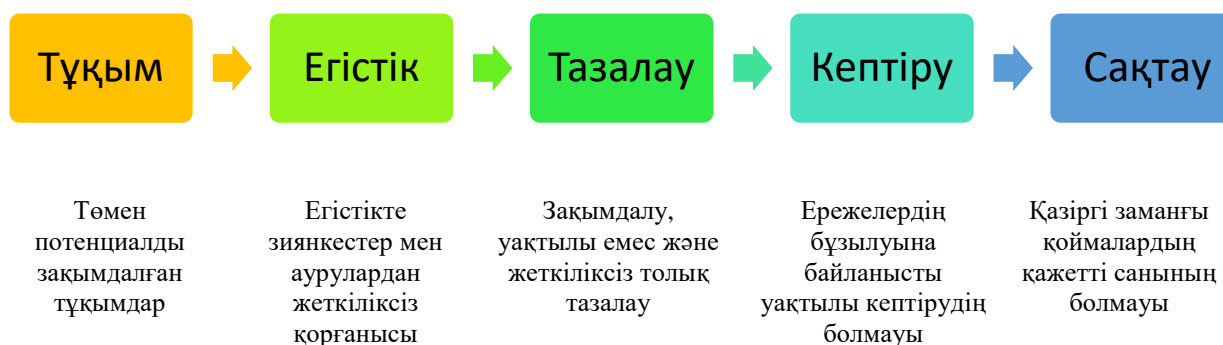 Тұқым
Егістік
Тазалау
Кептіру
Сақтау
Төмен
потенциалды
зақымдалған
тұқымдар
Егістікте
зиянкестер мен
аурулардан
жеткіліксіз
қорғанысы
Зақымдалу,
уақтылы емес және
жеткіліксіз толық
тазалау
Ережелердің
бұзылуына
байланысты
уақтылы кептірудің
болмауы
Қазіргі заманғы
қоймалардың
қажетті санының
болмауы